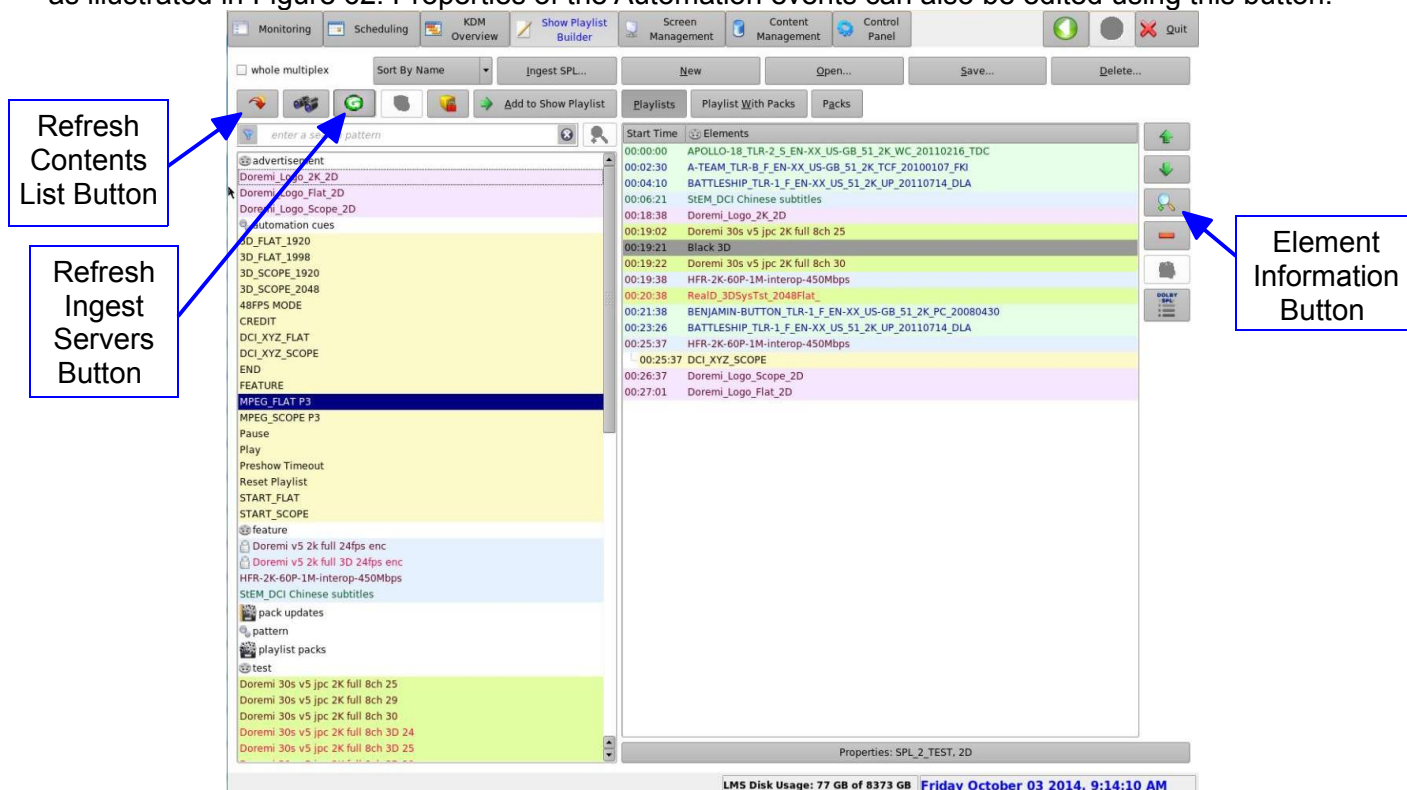 as illustrated in Figure 62. Properties of the Automation events can also be edited using this button.
Monitoring
Scheduling
KDM Overview
Show Playlist Builder
Screen Management
Content Management
Control Panel
Quit
whole multiplex
Sort By Name
Ingest SPL...
New
Open...
Save...
Delete...
Add to Show Playlist
Playlists
Playlist With Packs
Packs
Refresh
Contents
List Button
Refresh
Ingest
Servers
Button
Element
Information
Button
enter a search pattern
advertisement
Doremi_Logo_2K_2D
Doremi_Logo_Flat_2D
Doremi_Logo_Scope_2D
automation cues
3D_FLAT_1920
3D_FLAT_1998
3D_SCOPE_1920
3D_SCOPE_2048
48FPS MODE
CREDIT
DCI_XYZ_FLAT
DCI_XYZ_SCOPE
END
FEATURE
MPEG_FLAT P3
MPEG_SCOPE P3
Pause
Play
Preshow Timeout
Reset Playlist
START_FLAT
START_SCOPE
feature
Doremi v5 2k full 24fps enc
Doremi v5 2k full 3D 24fps enc
HFR-2K-60P-1M-interop-450Mbps
StEM_DCI Chinese subtitles
pack updates
pattern
playlist packs
test
Doremi 30s v5 jpc 2K full 8ch 25
Doremi 30s v5 jpc 2K full 8ch 29
Doremi 30s v5 jpc 2K full 8ch 30
Doremi 30s v5 jpc 2K full 8ch 3D 24
Doremi 30s v5 jpc 2K full 8ch 3D 25
Start Time Elements
00:00:00 APOLLO-18_TLR-2_S_EN-XX_US-GB_51_2K_WC_20110216_TDC
00:02:30 A-TEAM_TLR-B_F_EN-XX_US-GB_51_2K_TCF_20100107_FKI
00:04:10 BATTLESHIP_TLR-1_F_EN-XX_US_51_2K_UP_20110714_DLA
00:06:21 StEM_DCI Chinese subtitles
00:18:38 Doremi_Logo_2K_2D
00:19:02 Doremi 30s v5 jpc 2K full 8ch 25
00:19:21 Black 3D
00:19:22 Doremi 30s v5 jpc 2K full 8ch 30
00:19:38 HFR-2K-60P-1M-interop-450Mbps
00:20:38 RealD_3DSysTst_2048Flat_
00:21:38 BENJAMIN-BUTTON_TLR-1_F_EN-XX_US-GB_51_2K_PC_20080430
00:23:26 BATTLESHIP_TLR-1_F_EN-XX_US_51_2K_UP_20110714_DLA
00:25:37 HFR-2K-60P-1M-interop-450Mbps
00:25:37 DCI_XYZ_SCOPE
00:26:37 Doremi_Logo_Scope_2D
00:27:01 Doremi_Logo_Flat_2D
DOLBY
SPL
Properties: SPL_2_TEST, 2D
LMS Disk Usage: 77 GB of 8373 GB
Friday October 03 2014, 9:14:10 AM